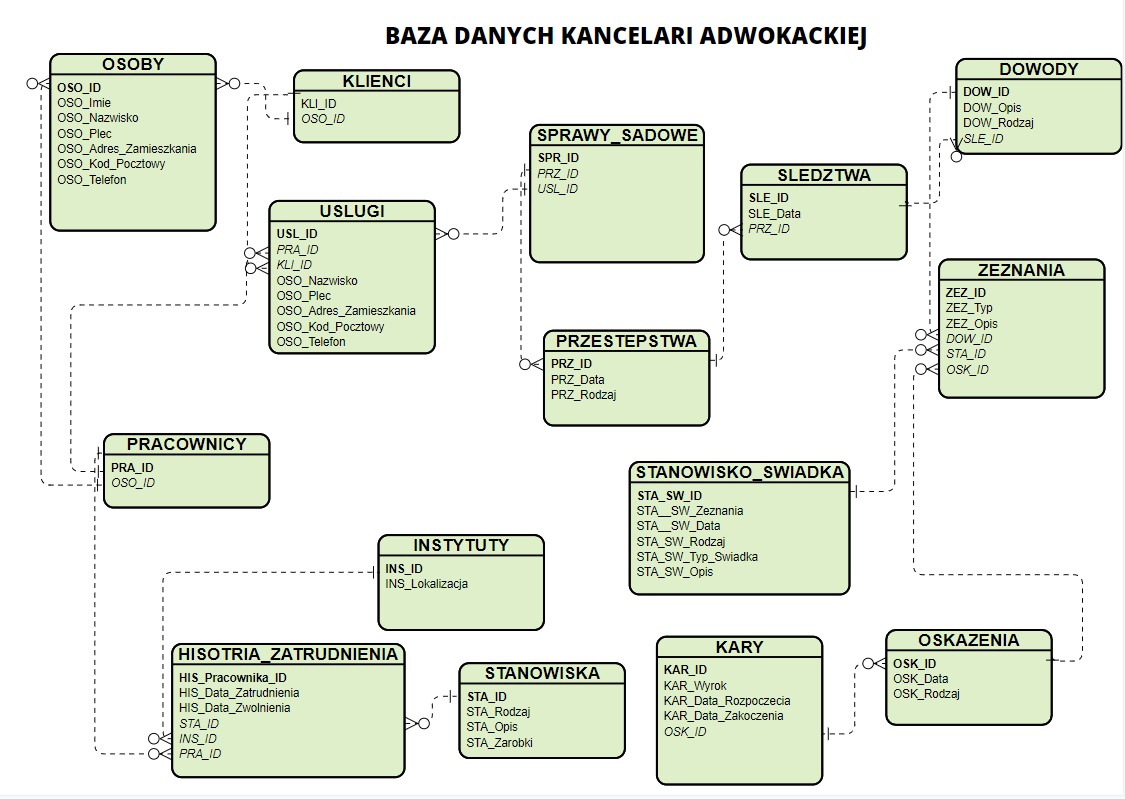 BAZA DANYCH KANCELARI ADWOKACKIEJ
OSOBY
OSO_ID
OSO_Imie
OSO_Nazwisko
OSO_Plec
OSO_Adres_Zamieszkania
OSO_Kod_Pocztowy
OSO_Telefon
KLIENCI
KLI_ID
OSO_ID
USLUGI
USL_ID
PRA_ID
KLI_ID
OSO_Nazwisko
OSO_Plec
OSO_Adres_Zamieszkania
OSO_Kod_Pocztowy
OSO_Telefon
SPRAWY_SADOWE
SPR_ID
PRZ_ID
USL_ID
SLEDZTWA
SLE_ID
SLE_Data
PRZ_ID
DOWODY
DOW_ID
DOW_Opis
DOW_Rodzaj
SLE_ID
ZEZNANIA
ZEZ_ID
ZEZ_Typ
ZEZ_Opis
DOW_ID
STA_ID
OSK_ID
PRZESTEPSTWA
PRZ_ID
PRZ_Data
PRZ_Rodzaj
PRACOWNICY
PRA_ID
OSO_ID
STANOWISKO_SWIADKA
STA_SW_ID
STA__SW_Zeznania
STA__SW_Data
STA_SW_Rodzaj
STA_SW_Typ_Swiadka
STA_SW_Opis
INSTYTUTY
INS_ID
INS_Lokalizacja
HISOTRIA_ZATRUDNIENIA
HIS_Pracownika_ID
HIS_Data_Zatrudnienia
HIS_Data_Zwolnienia
STA_ID
INS_ID
PRA_ID
STANOWISKA
STA_ID
STA_Rodzaj
STA_Opis
STA_Zarobki
KARY
KAR_ID
KAR_Wyrok
KAR_Data_Rozpoczecia
KAR_Data_Zakoczenia
OSK_ID
OSKAZENIA
OSK_ID
OSK_Data
OSK_Rodzaj